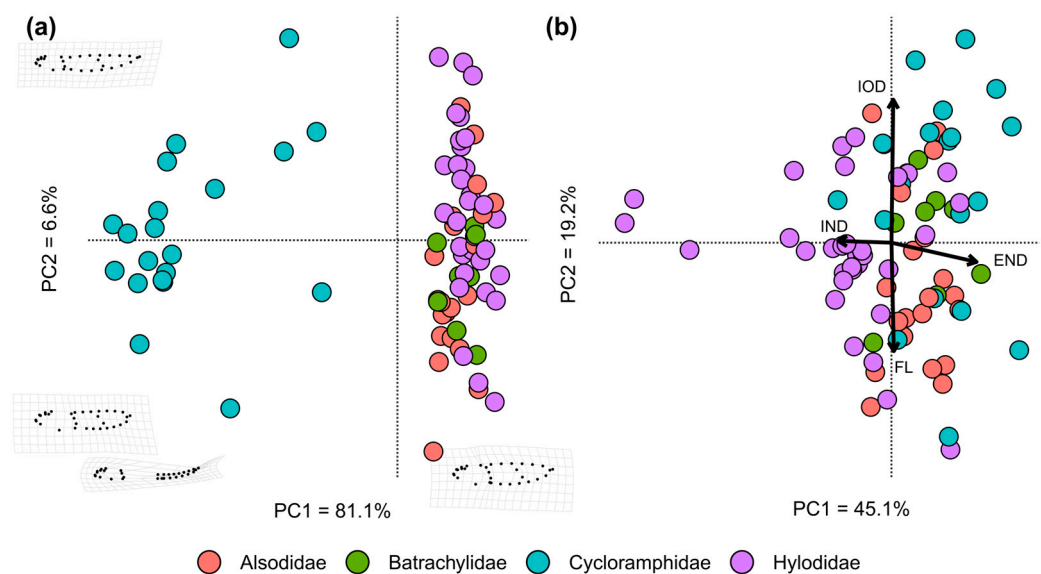 (a)
(b)
PC2 = 6.6%
PC1 = 81.1%
PC2 = 19.2%
IOD
IND
END
FL
PC1 = 45.1%
Alsodidae Batrachylidae Cycloramphidae Hylodidae